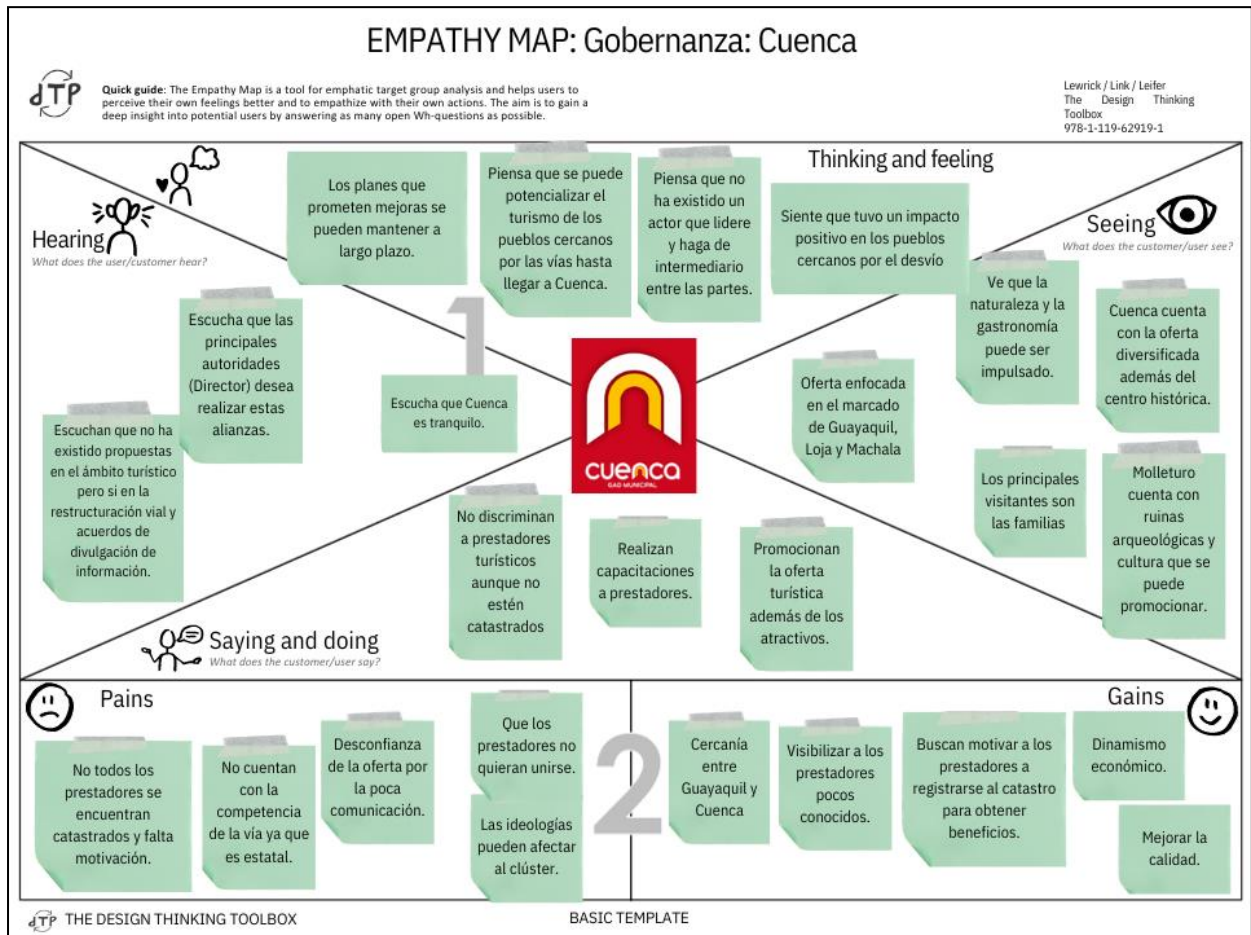 EMPATHY MAP: Gobernanza: Cuenca
dTP
Quick guide: The Empathy Map is a tool for emphatic target group analysis and helps users to
perceive their own feelings better and to empathize with their own actions. The aim is to gain a
deep insight into potential users by answering as many open Wh-questions as possible.
Lewrick / Link / Leifer
The Design Thinking
Toolbox
978-1-119-62919-1
Thinking and feeling
Los planes que
prometen mejoras se
pueden mantener a
largo plazo.
Piensa que se puede
potencializar el
turismo de los
pueblos cercanos
por las vías hasta
llegar a Cuenca.
Piensa que no
ha existido un
actor que lidere
y haga de
intermediario
entre las partes.
Siente que tuvo un impacto
positivo en los pueblos
cercanos por el desvío
Hearing
What does the user/customer hear?
Escucha que las
principales
autoridades
(Director) desea
realizar estas
alianzas.
Escuchan que no ha
existido propuestas
en el ámbito turístico
pero si en la
restructuración vial y
acuerdos de
divulgación de
información.
1
Escucha que Cuenca
es tranquilo.
cuenca
GAD MUNICIPAL
Seeing
What does the customer/user see?
Ve que la
naturaleza y la
gastronomía
puede ser
impulsado.
Cuenca cuenta
con la oferta
diversificada
además del
centro histórica.
Oferta enfocada
en el marcado
de Guayaquil,
Loja y Machala
Los principales
visitantes son
las familias
Molleturo
cuenta con
ruinas
arqueológicas y
cultura que se
puede
promocionar.
Saying and doing
What does the customer/user say?
No discriminan
a prestadores
turísticos
aunque no
estén
catastrados
Realizan
capacitaciones
a prestadores.
Promocionan
la oferta
turística
además de los
atractivos.
Pains
No todos los
prestadores se
encuentran
catastrados y falta
motivación.
No cuentan
con la
competencia
de la vía ya que
es estatal.
Desconfianza
de la oferta por
la poca
comunicación.
Que los
prestadores no
quieran unirse.
Las ideologías
pueden afectar
al clúster.
2
Gains
Cercanía
entre
Guayaquil y
Cuenca
Visibilizar a los
prestadores
pocos
conocidos.
Buscan motivar a los
prestadores a
registrarse al catastro
para obtener
beneficios.
Dinamismo
económico.
Mejorar la
calidad.
dTP THE DESIGN THINKING TOOLBOX
BASIC TEMPLATE